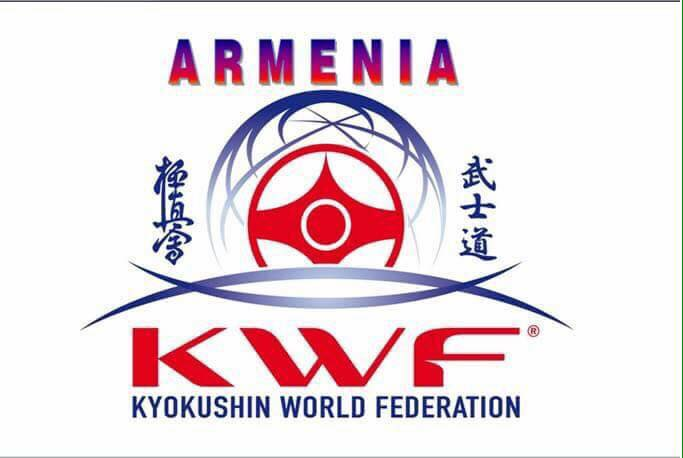 ARMENIA
極真會
武士道
KWF®
KYOKUSHIN WORLD FEDERATION